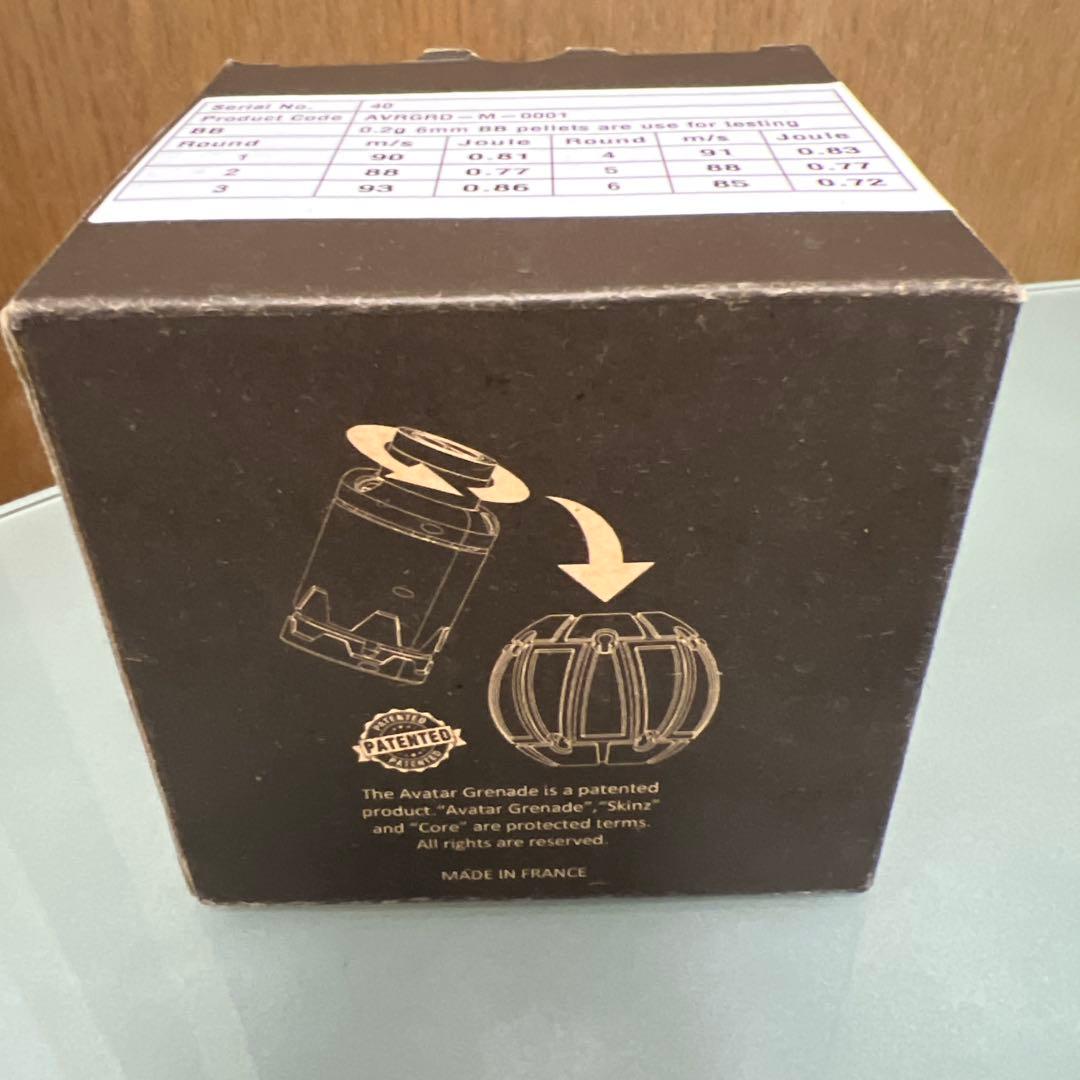 Serial No. 40
Product Code AVRGRD-M-0001
BB 0.2g 6mm BB pellets are use for testing
Round m/s Joule Round m/s Joule
1 90 0.81 4 91 0.83
2 88 0.77 5 88 0.77
3 93 0.86 6 85 0.72
PATENTED
PATENTED
PATENTED
The Avatar Grenade is a patented
product."Avatar Grenade","Skinz"
and "Core" are protected terms.
All rights are reserved.
MADE IN FRANCE